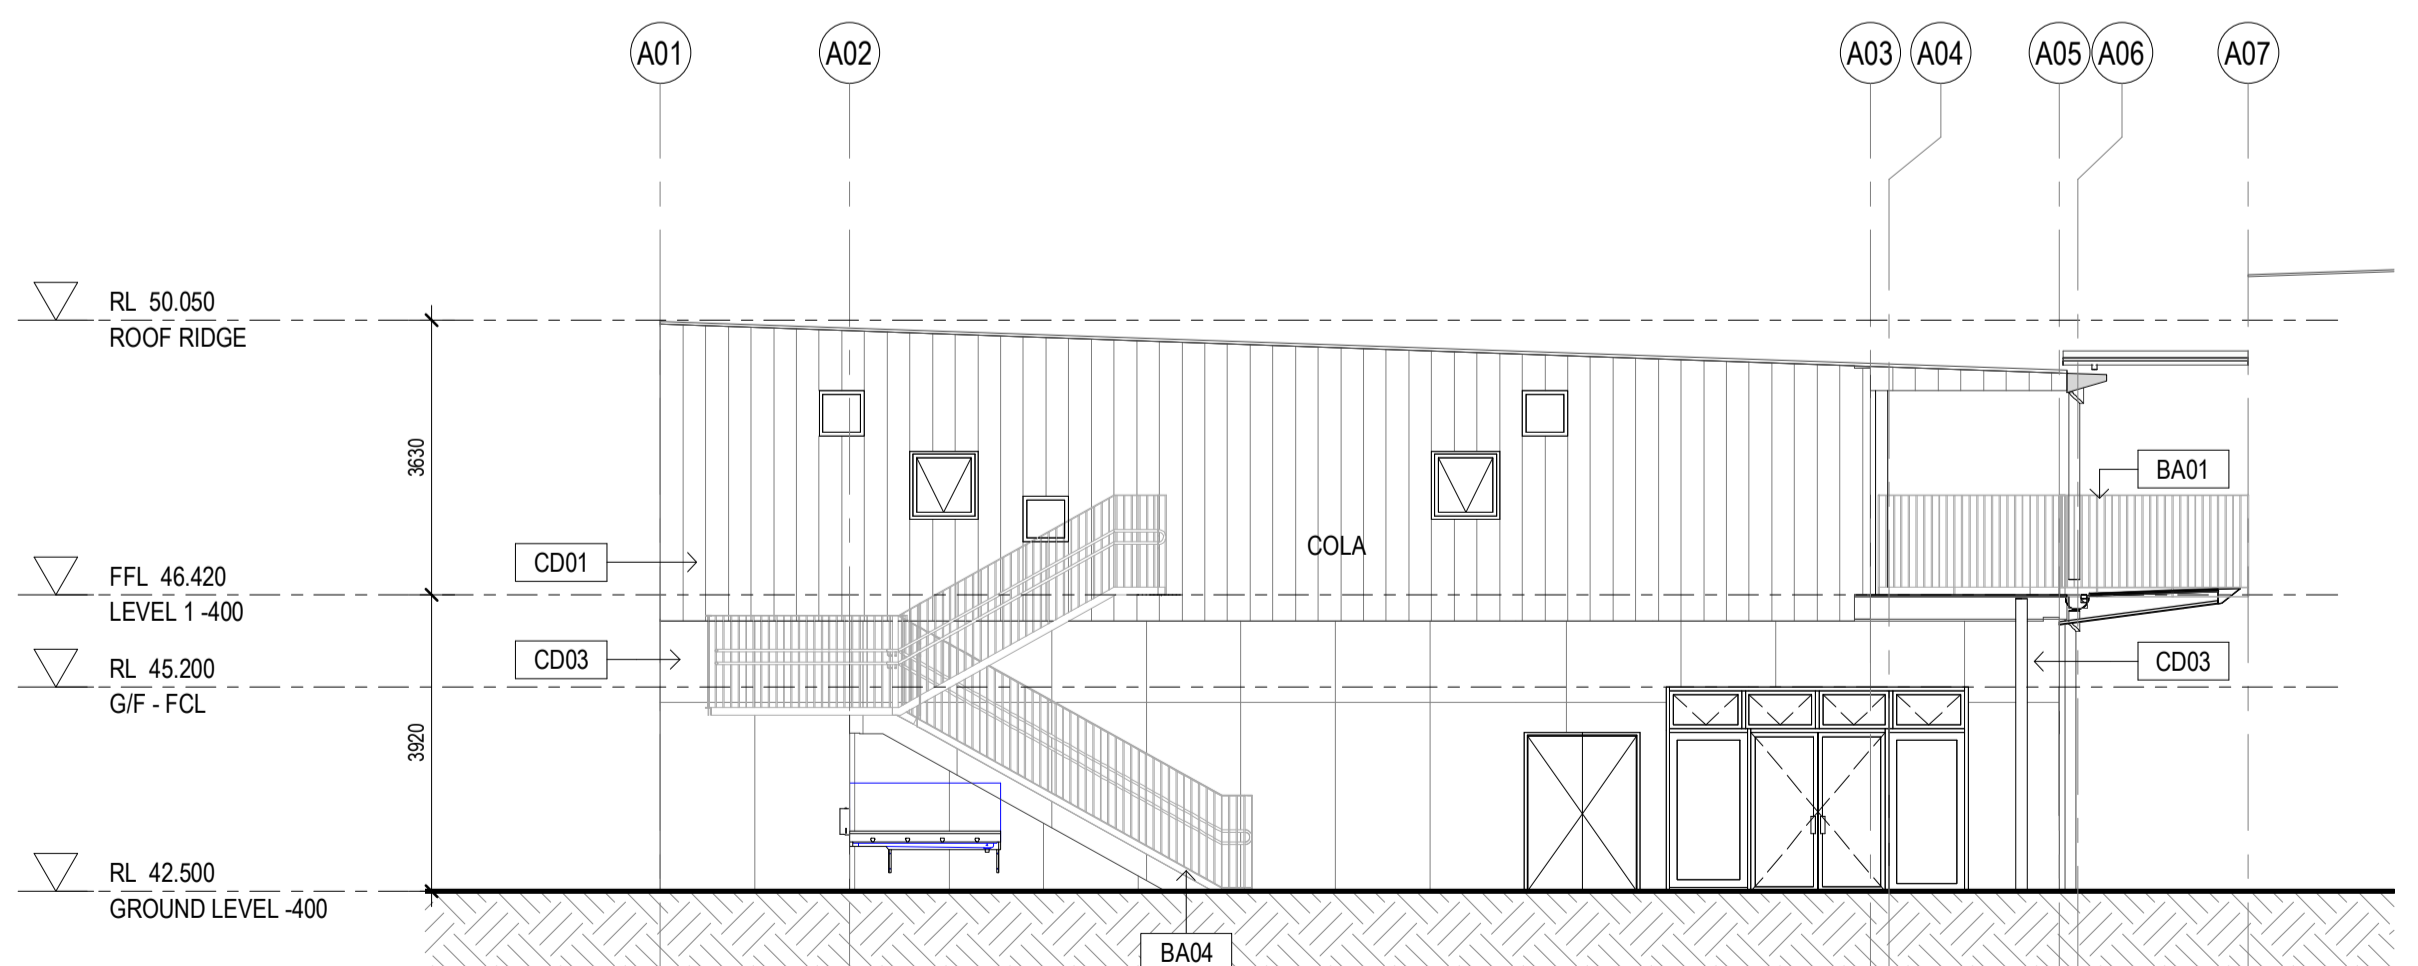 A01
A02
A03
A04
A05
A06
A07
RL 50.050
ROOF RIDGE
3630
BA01
COLA
CD01
FFL 46.420
LEVEL 1 -400
CD03
CD03
RL 45.200
G/F - FCL
3920
RL 42.500
GROUND LEVEL -400
BA04